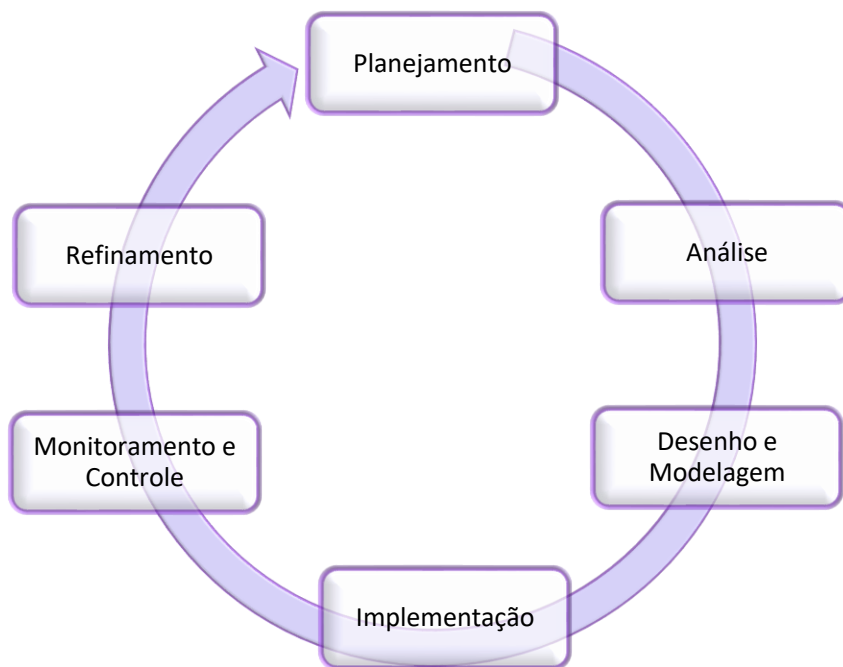 Planejamento
Análise
Desenho e
Modelagem
Implementação
Monitoramento e
Controle
Refinamento